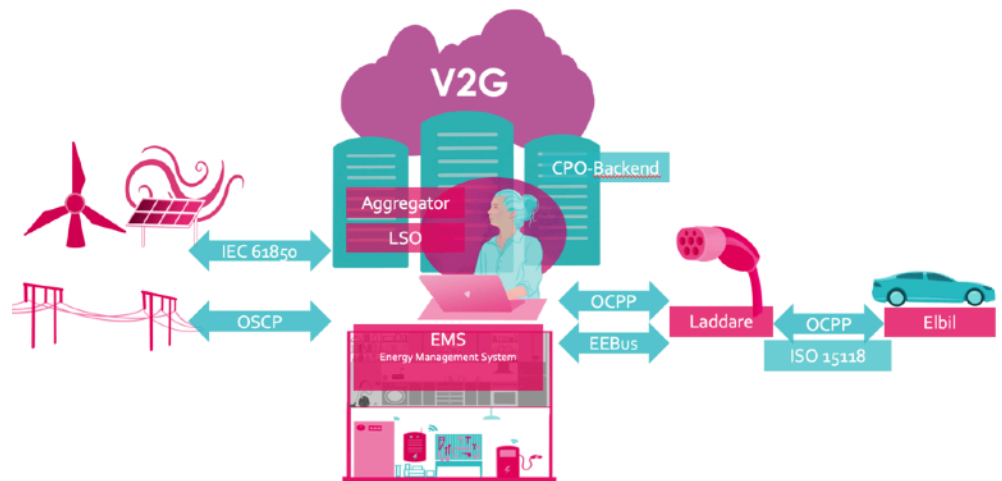 V2G
CPO-Backend
Aggregator
LSO
IEC 61850
OSCP
OCPP
EEBus
EMS
Energy Management System
Laddare
OCPP
ISO 15118
Elbil